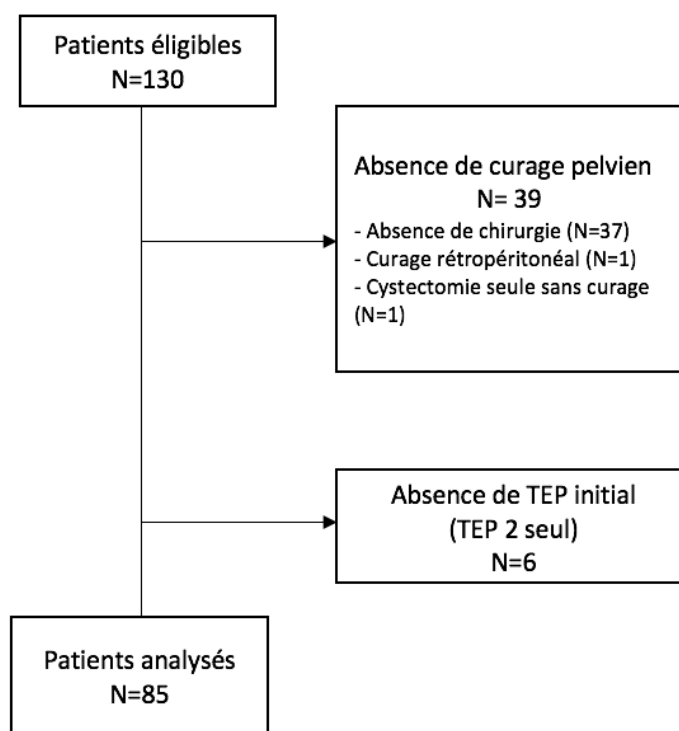 Patients éligibles
N=130
Absence de curage pelvien
N= 39
- Absence de chirurgie (N=37)
- Curage rétropéritonéal (N=1)
- Cystectomie seule sans curage
(N=1)
Absence de TEP initial
(TEP 2 seul)
N=6
Patients analysés
N=85